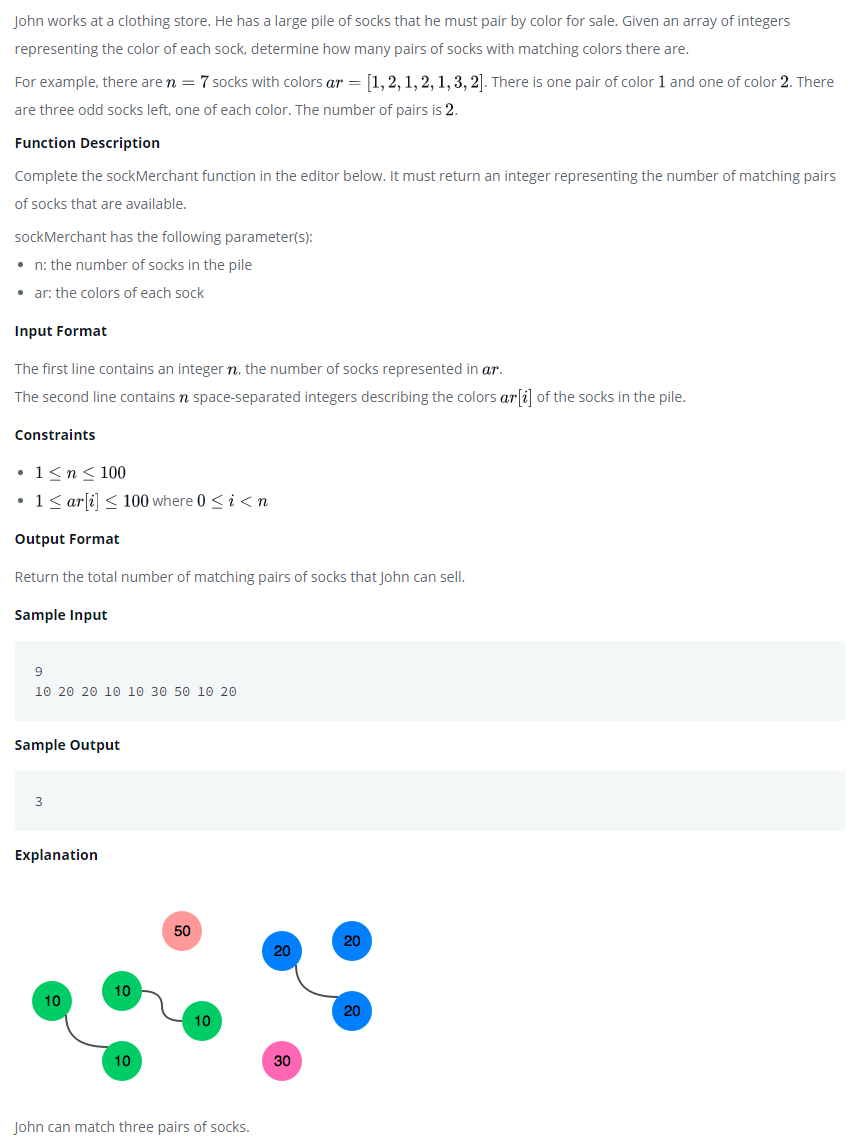 John works at a clothing store. He has a large pile of socks that he must pair by color for sale. Given an array of integers
representing the color of each sock, determine how many pairs of socks with matching colors there are.
For example, there are n = 7 socks with colors ar = [1, 2, 1, 2, 1, 3, 2]. There is one pair of color 1 and one of color 2. There
are three odd socks left, one of each color. The number of pairs is 2.
Function Description
Complete the sockMerchant function in the editor below. It must return an integer representing the number of matching pairs
of socks that are available.
sockMerchant has the following parameter(s):
• n: the number of socks in the pile
• ar: the colors of each sock
Input Format
The first line contains an integer n, the number of socks represented in ar.
The second line contains n space-separated integers describing the colors ar[i] of the socks in the pile.
Constraints
• 1 ≤ n ≤ 100
• 1 ≤ ar[i] ≤ 100 where 0 ≤ i < n
Output Format
Return the total number of matching pairs of socks that John can sell.
Sample Input
9
10 20 20 10 10 30 50 10 20
Sample Output
3
Explanation
50
20
20
10
10
20
10
10
30
John can match three pairs of socks.